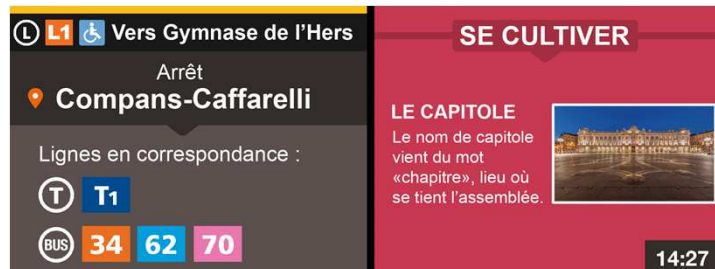 L L1 Vers Gymnase de l'Hers
Arrêt
Compans-Caffarelli
Lignes en correspondance :
T T1
BUS 34 62 70
SE CULTIVER
LE CAPITOLE
Le nom de capitole
vient du mot
«chapitre», lieu où
se tient l'assemblée.
14:27